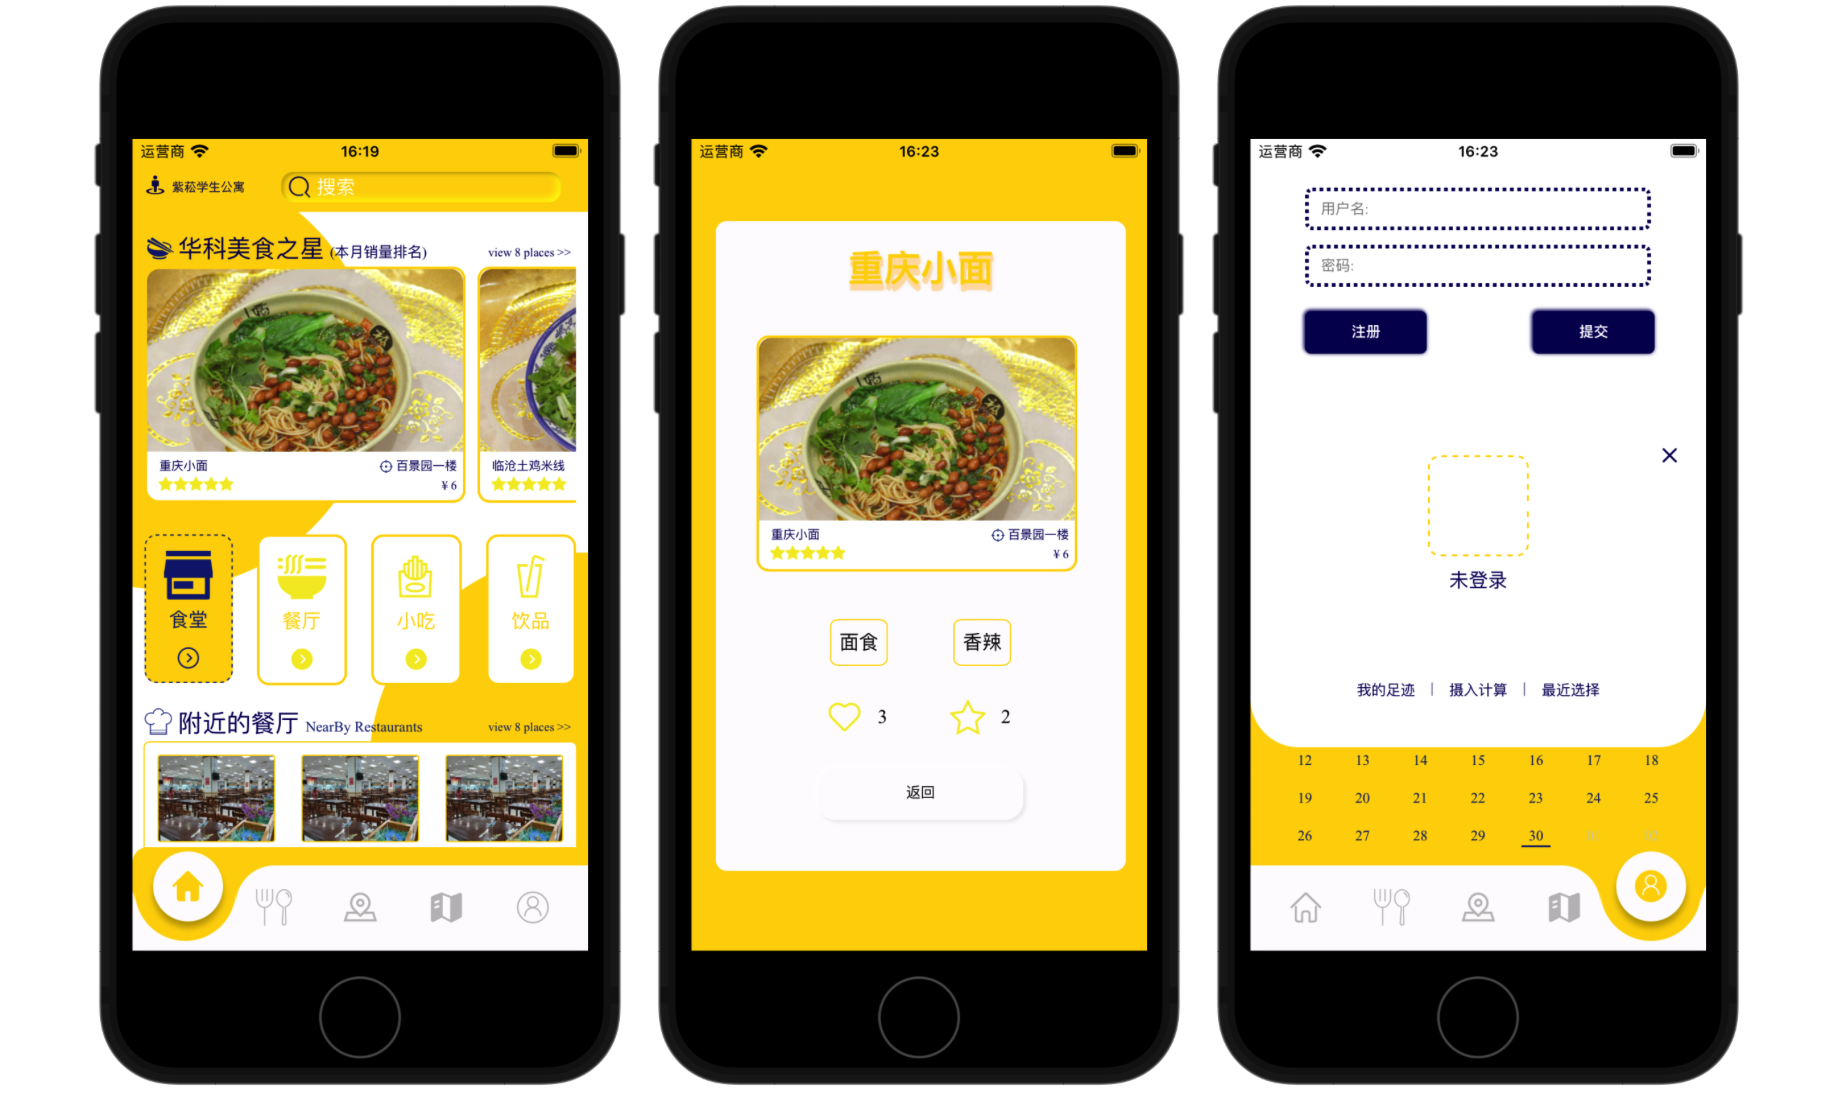 运营商
16:19
紫菘学生公寓
搜索
华科美食之星 (本月销量排名)
view 8 places >>
重庆小面
百景园一楼
¥ 6
临沧土鸡米线
食堂
餐厅
小吃
饮品
附近的餐厅 NearBy Restaurants
view 8 places >>
运营商
16:23
重庆小面
重庆小面
百景园一楼
¥ 6
面食
香辣
3
2
返回
运营商
16:23
用户名:
密码:
注册
提交
未登录
我的足迹 | 摄入计算 | 最近选择
12 13 14 15 16 17 18
19 20 21 22 23 24 25
26 27 28 29 30